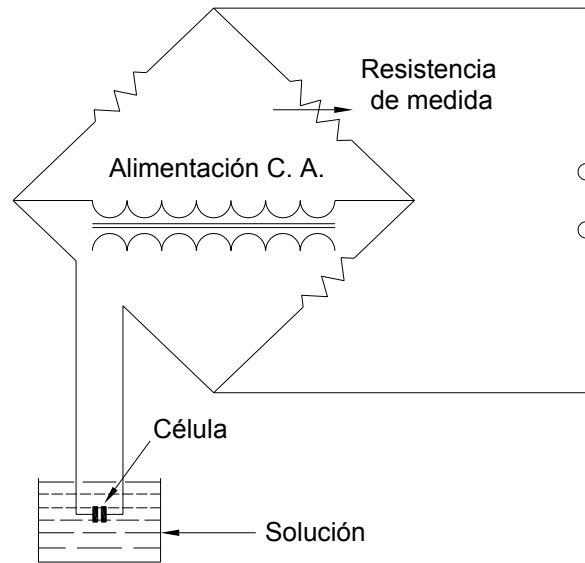 Resistencia
de medida
Alimentación C. A.
Célula
Solución